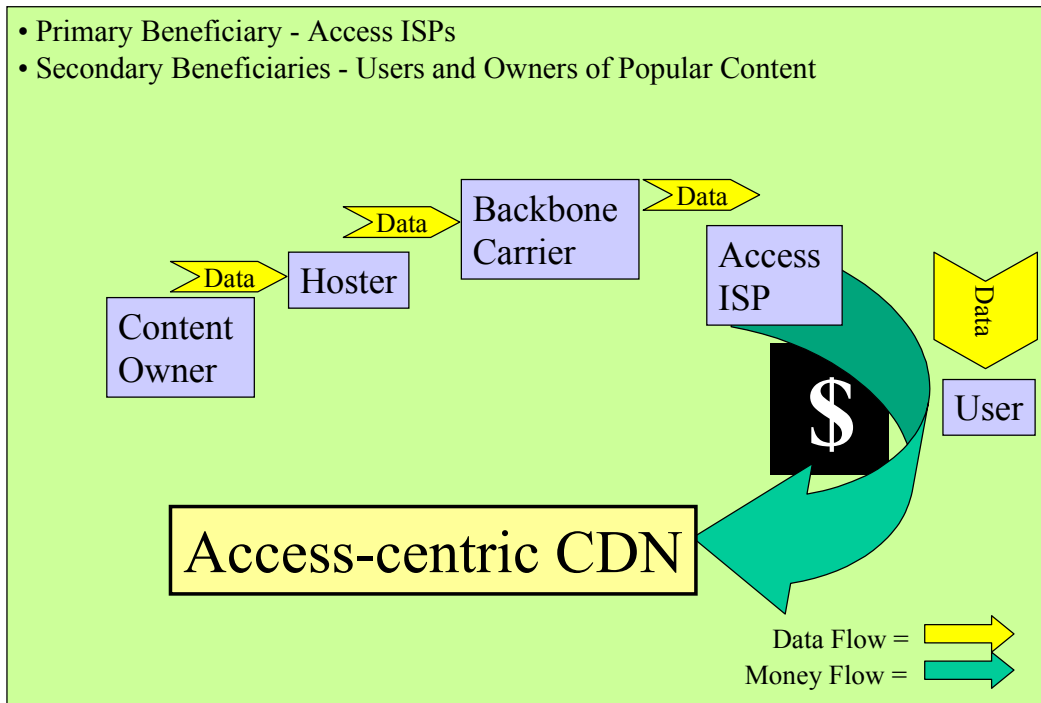 • Primary Beneficiary - Access ISPs
• Secondary Beneficiaries - Users and Owners of Popular Content
Data
Backbone
Carrier
Data
Access
ISP
Data
Hoster
Data
Content
Owner
$
User
Access-centric CDN
Data Flow =
Money Flow =